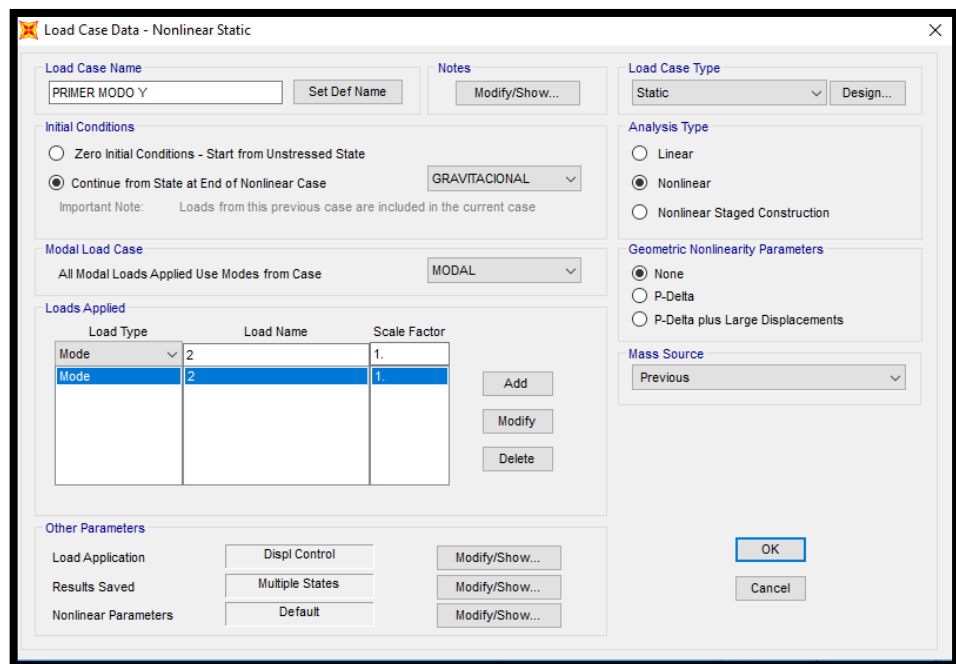 Load Case Data - Nonlinear Static
Load Case Name
PRIMER MODO Y
Set Def Name
Notes
Modify/Show...
Load Case Type
Static
Design...
Initial Conditions
Zero Initial Conditions - Start from Unstressed State
Continue from State at End of Nonlinear Case
GRAVITACIONAL
Important Note: Loads from this previous case are included in the current case
Analysis Type
Linear
Nonlinear
Nonlinear Staged Construction
Modal Load Case
All Modal Loads Applied Use Modes from Case
MODAL
Geometric Nonlinearity Parameters
None
P-Delta
P-Delta plus Large Displacements
Loads Applied
Load Type Load Name Scale Factor
Mode 2 1.
Mode 2 1.
Add
Modify
Delete
Mass Source
Previous
Other Parameters
Load Application Displ Control Modify/Show...
Results Saved Multiple States Modify/Show...
Nonlinear Parameters Default Modify/Show...
OK
Cancel